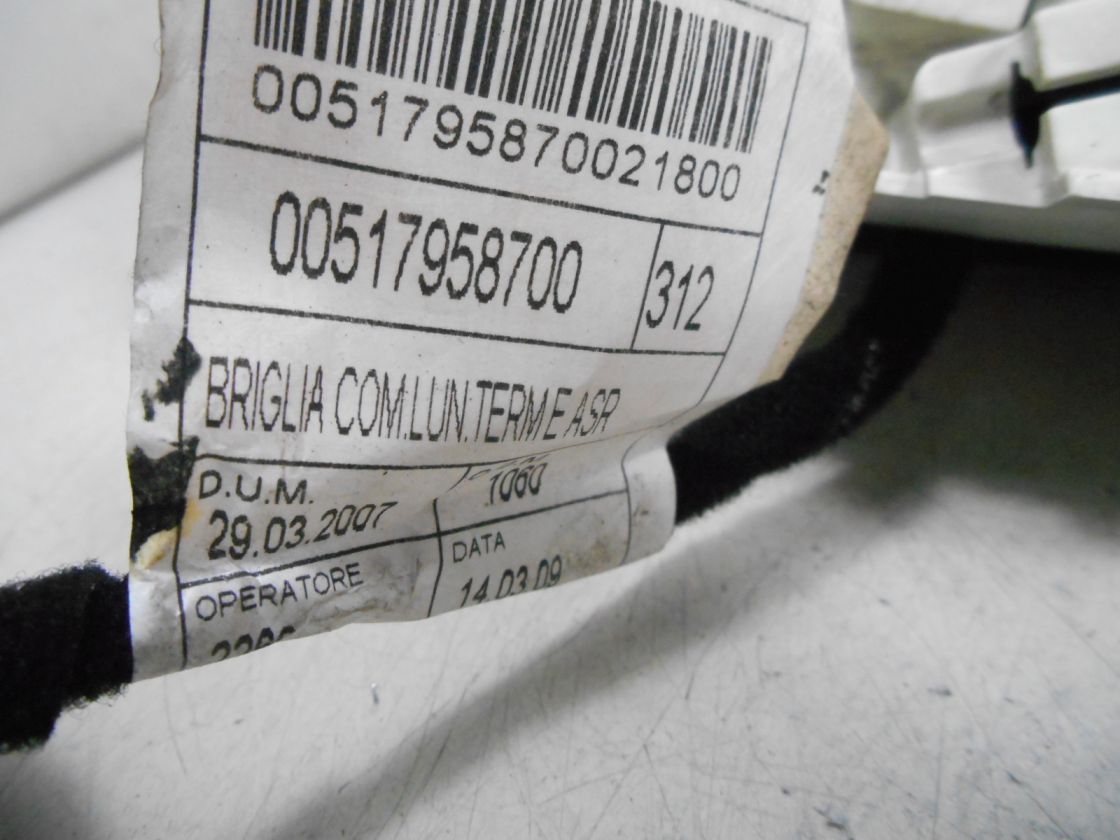 0051795870021800
00517958700
312
BRIGLIA COM.LUN.TERM E ASR
D.U.M.
29.03.2007
1060
OPERATORE
DATA
14.03.09